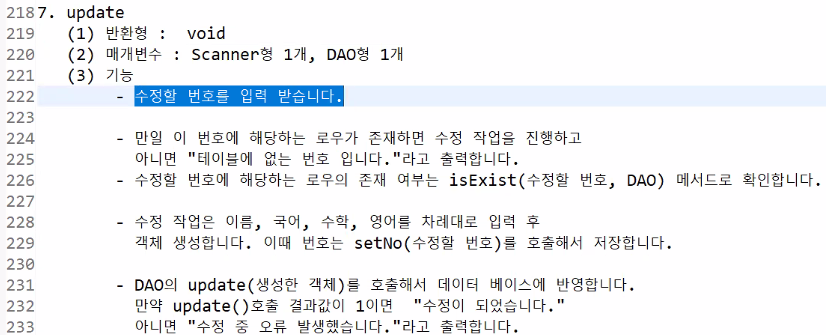 218 7. update
219 (1) 반환형 : void
220 (2) 매개변수 : Scanner형 1개, DAO형 1개
221 (3) 기능
222 - 수정할 번호를 입력 받습니다.
223
224 - 만일 이 번호에 해당하는 로우가 존재하면 수정 작업을 진행하고
225 아니면 "테이블에 없는 번호 입니다."라고 출력합니다.
226 - 수정할 번호에 해당하는 로우의 존재 여부는 isExist(수정할 번호, DAO) 메서드로 확인합니다.
227
228 - 수정 작업은 이름, 국어, 수학, 영어를 차례대로 입력 후
229 객체 생성합니다. 이때 번호는 setNo(수정할 번호)를 호출해서 저장합니다.
230
231 - DAO의 update(생성한 객체)를 호출해서 데이터 베이스에 반영합니다.
232 만약 update()호출 결과값이 1이면 "수정이 되었습니다."
233 아니면 "수정 중 오류 발생했습니다."라고 출력합니다.